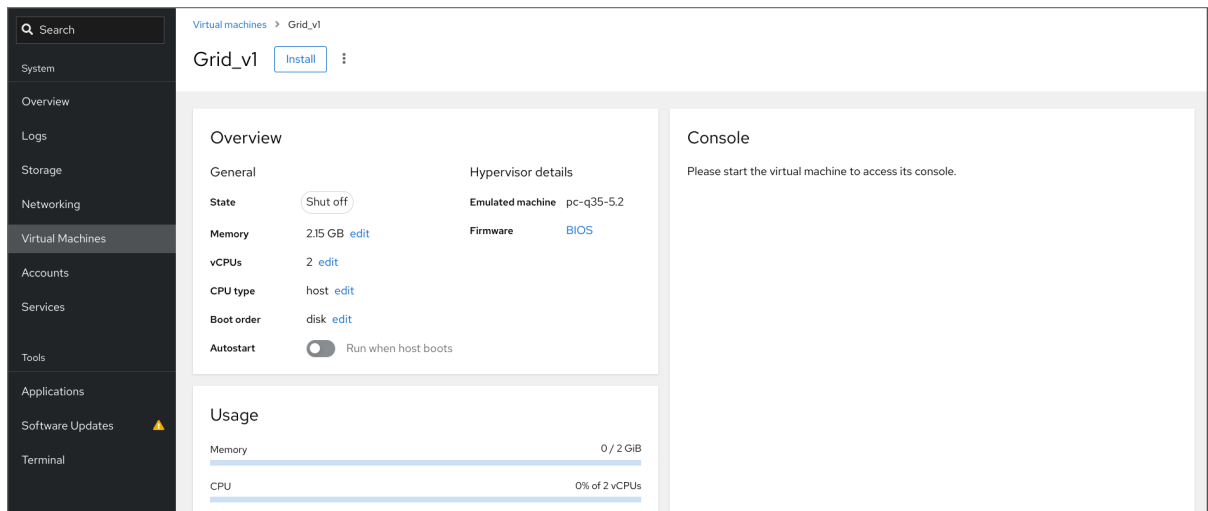 Search
System
Overview
Logs
Storage
Networking
Virtual Machines
Accounts
Services
Tools
Applications
Software Updates
Terminal
Virtual machines > Grid_v1
Grid_v1 Install
Overview
General
State Shut off
Memory 2.15 GB edit
vCPUs 2 edit
CPU type host edit
Boot order disk edit
Autostart Run when host boots
Hypervisor details
Emulated machine pc-q35-5.2
Firmware BIOS
Usage
Memory 0 / 2 GiB
CPU 0% of 2 vCPUs
Console
Please start the virtual machine to access its console.